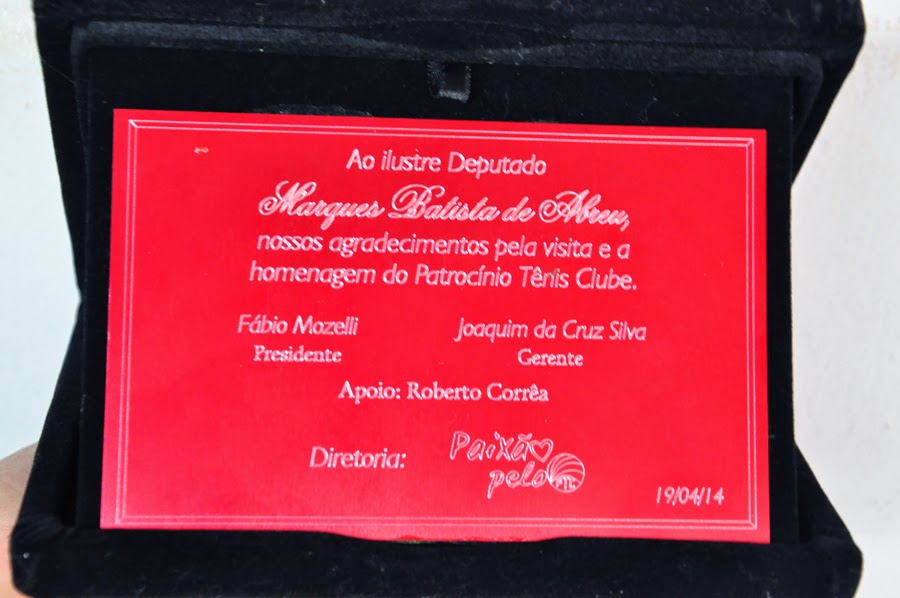 Ao ilustre Deputado
Marques Batista de Abreu,
nossos agradecimentos pela visita e a
homenagem do Patrocínio Tênis Clube.
Fábio Mozelli Joaquim da Cruz Silva
Presidente Gerente
Apoio: Roberto Corrêa
Diretoria: Paixão
pelo PTC
19/04/14